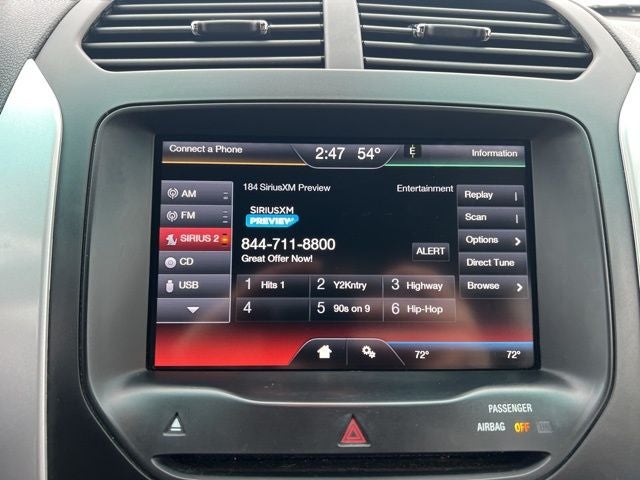 Connect a Phone 2:47 54° E Information
184 SiriusXM Preview Entertainment
AM
FM
SIRIUS 2
CD
USB
SIRIUSXM
PREVIEW
844-711-8800
Great Offer Now!
ALERT
Replay
Scan
Options
Direct Tune
Browse
1 Hits 1 2 Y2Kntry 3 Highway
4 5 90s on 9 6 Hip-Hop
72° 72°
PASSENGER
AIRBAG OFF